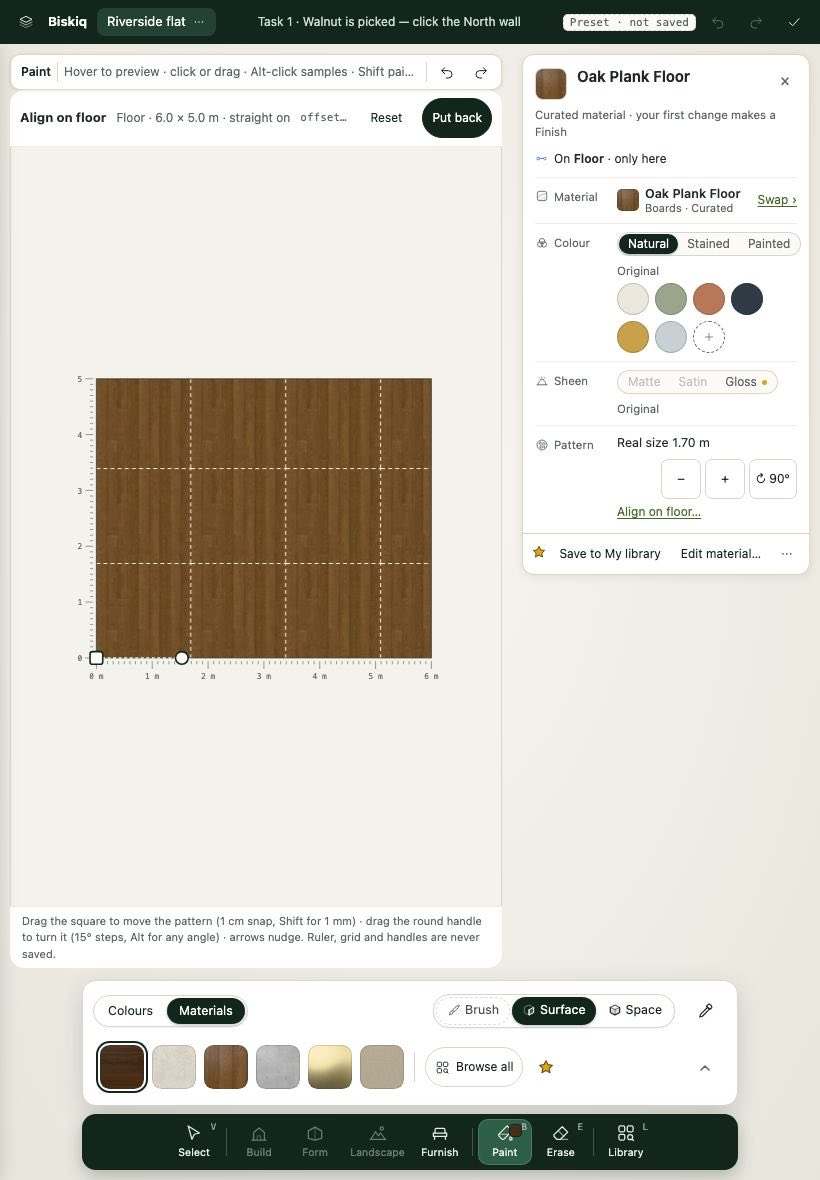 Biskiq
Riverside flat ···
Task 1 · Walnut is picked — click the North wall
Preset · not saved
Paint
Hover to preview · click or drag · Alt-click samples · Shift pai...
Align on floor
Floor · 6.0 × 5.0 m · straight on
offset…
Reset
Put back
5
4
3
2
1
0
0 m
1 m
2 m
3 m
4 m
5 m
6 m
Drag the square to move the pattern (1 cm snap, Shift for 1 mm) · drag the round handle
to turn it (15° steps, Alt for any angle) · arrows nudge. Ruler, grid and handles are never
saved.
Oak Plank Floor
×
Curated material · your first change makes a
Finish
On Floor · only here
Material
Oak Plank Floor
Boards · Curated
Swap ›
Colour
Natural
Stained
Painted
Original
+
Sheen
Matte
Satin
Gloss
Original
Pattern
Real size 1.70 m
−
+
↻ 90°
Align on floor...
Save to My library
Edit material...
···
Colours
Materials
Brush
Surface
Space
Browse all
Select
V
Build
Form
Landscape
Furnish
Paint
B
Erase
E
Library
L